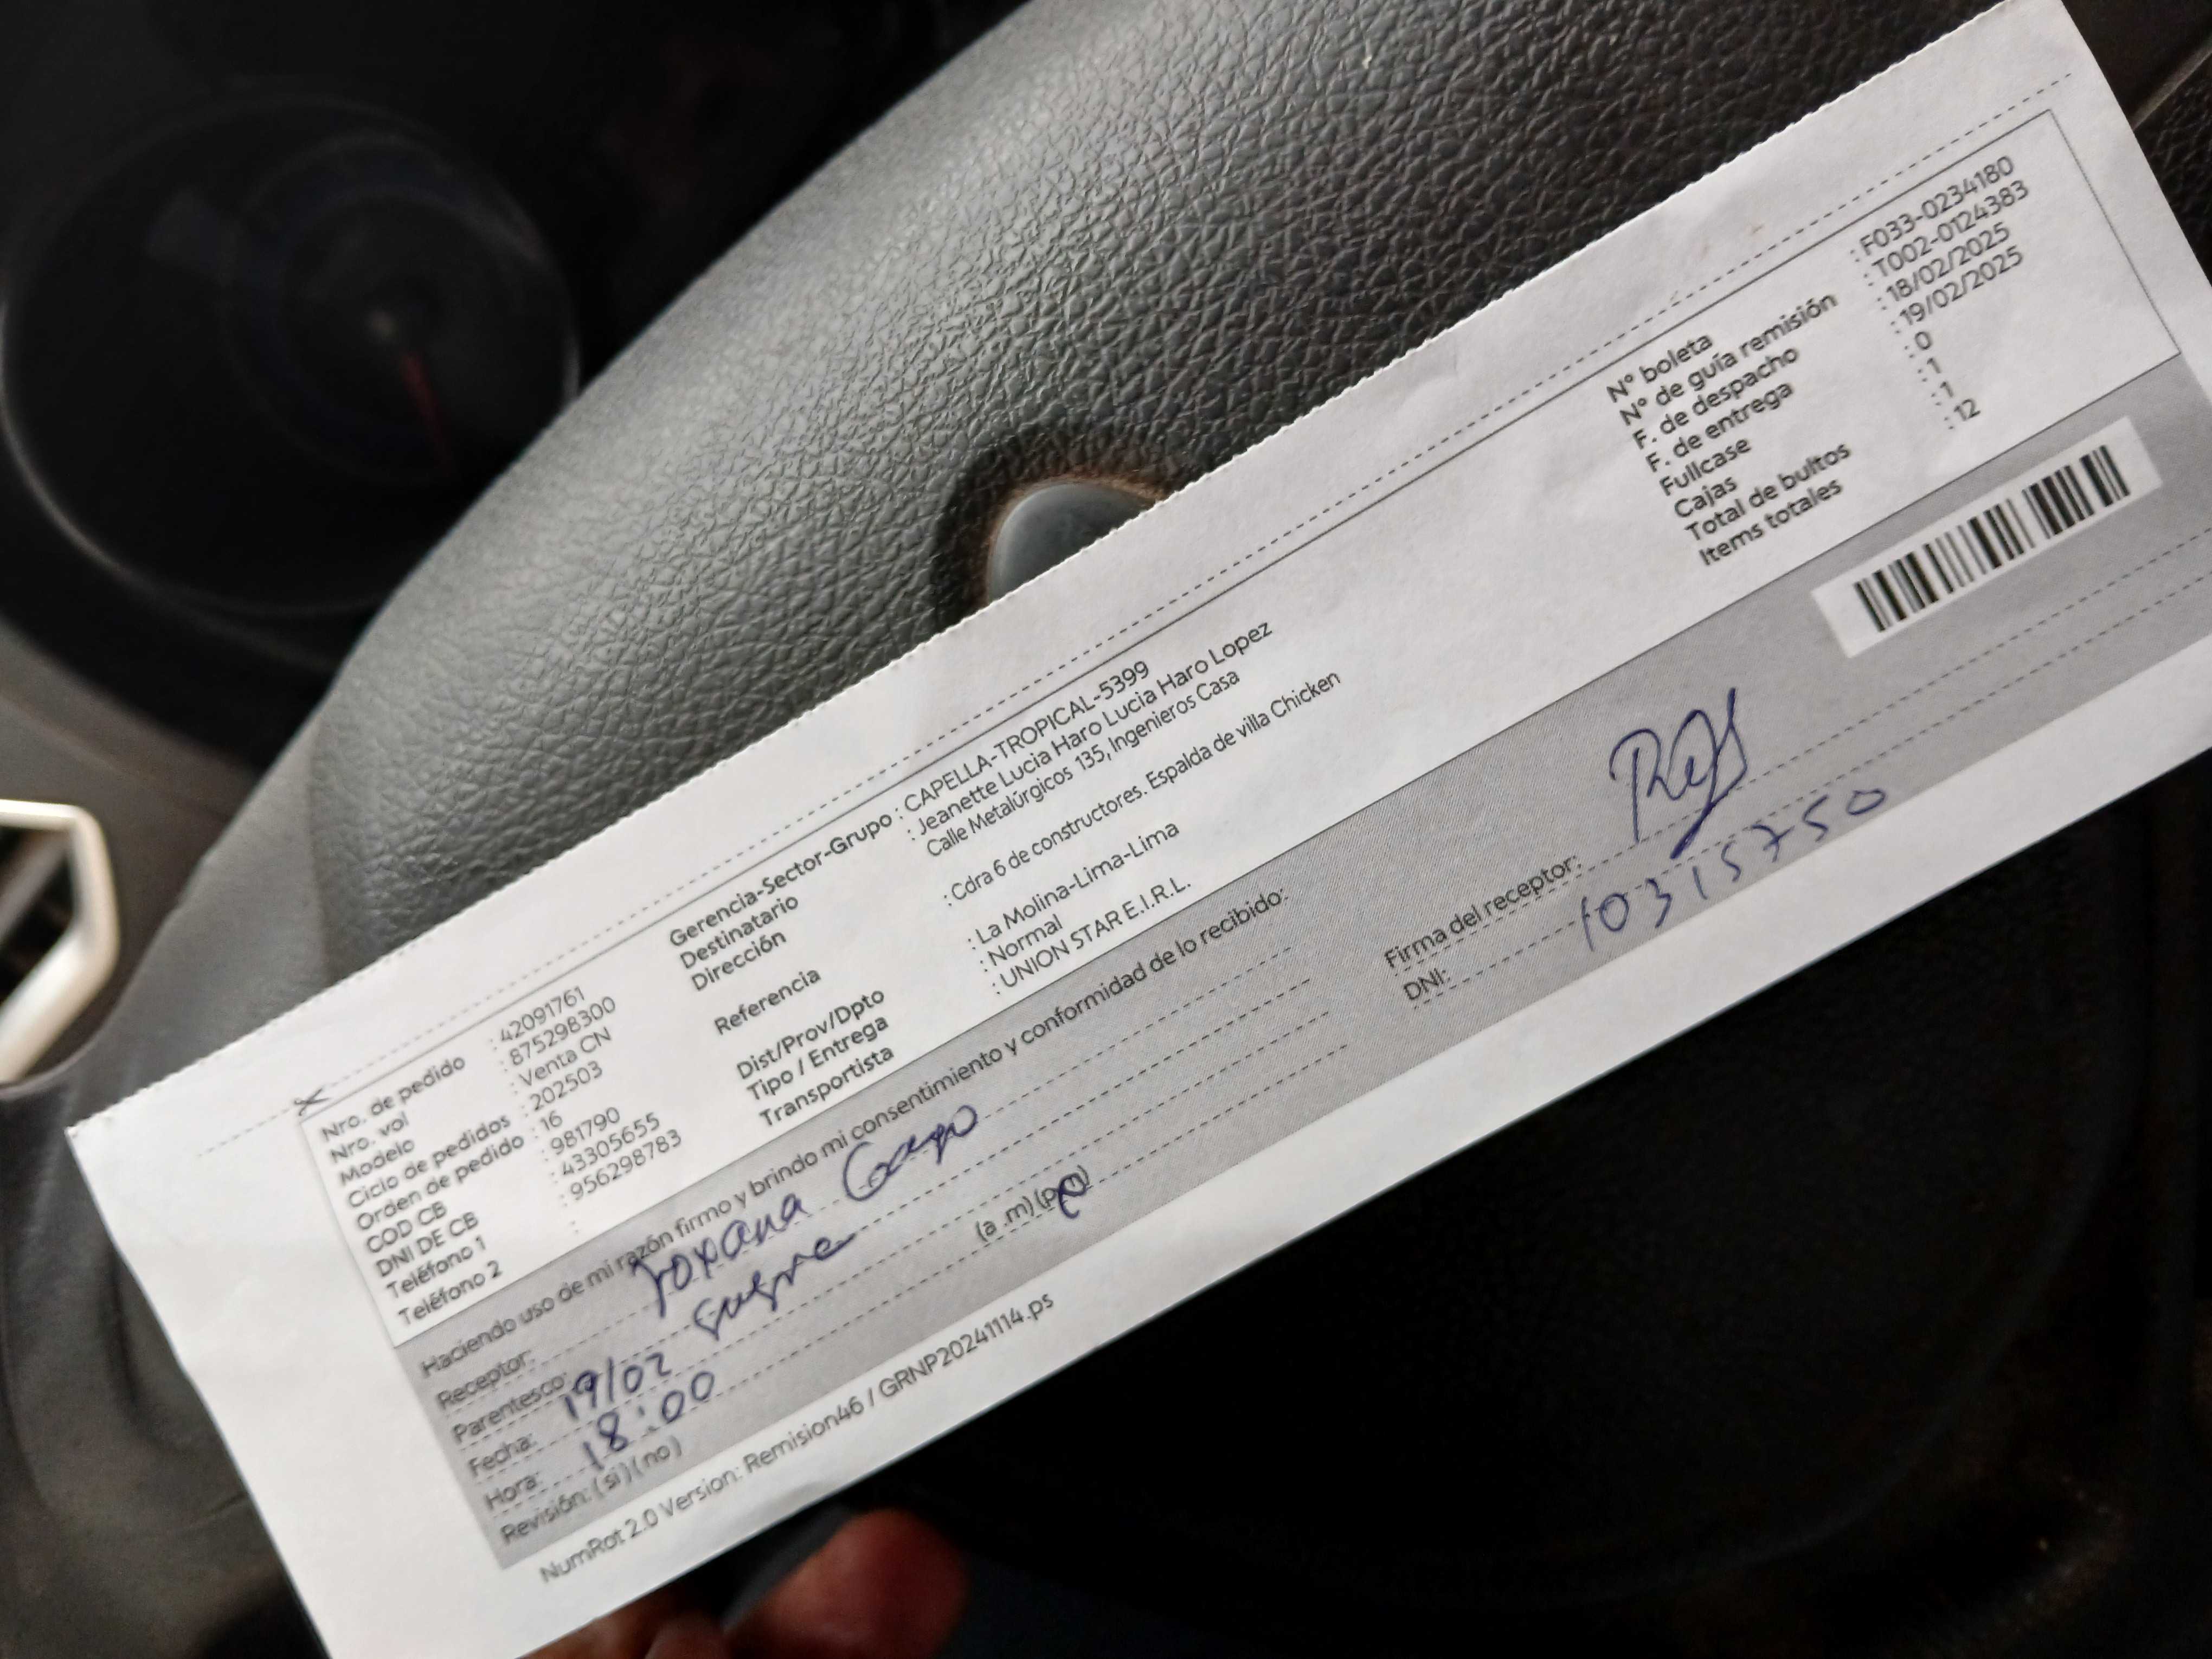 Nro. de pedido : 42091761
Nro. vol : 875298300
Modelo : Venta CN
Ciclo de pedidos : 202503
Orden de pedido : 16
COD CB : 981790
DNI DE CB : 43305655
Teléfono 1 : 956298783
Teléfono 2 :
Gerencia-Sector-Grupo : CAPELLA-TROPICAL-5399
Destinatario : Jeanette Lucia Haro Lucia Haro Lopez
Dirección Calle Metalúrgicos 135, Ingenieros Casa
Referencia : Cdra 6 de constructores. Espalda de villa Chicken
Dist/Prov/Dpto : La Molina-Lima-Lima
Tipo / Entrega : Normal
Transportista : UNION STAR E.I.R.L.
N° boleta : F033-0234180
N° de guía remisión : T002-0124383
F. de despacho : 18/02/2025
F. de entrega : 19/02/2025
Fullcase : 0
Cajas : 1
Total de bultos : 1
Items totales : 12
Haciendo uso de mi razón firmo y brindo mi consentimiento y conformidad de lo recibido:
Receptor: roxana
Parentesco: suegra
Fecha: 19/02
Hora: 18:00 (a .m) (p.m)
Revisión: (si) (no)
Firma del receptor:
DNI: 10315750
NumRot 2.0 Version: Remision46 / GRNP20241114.ps